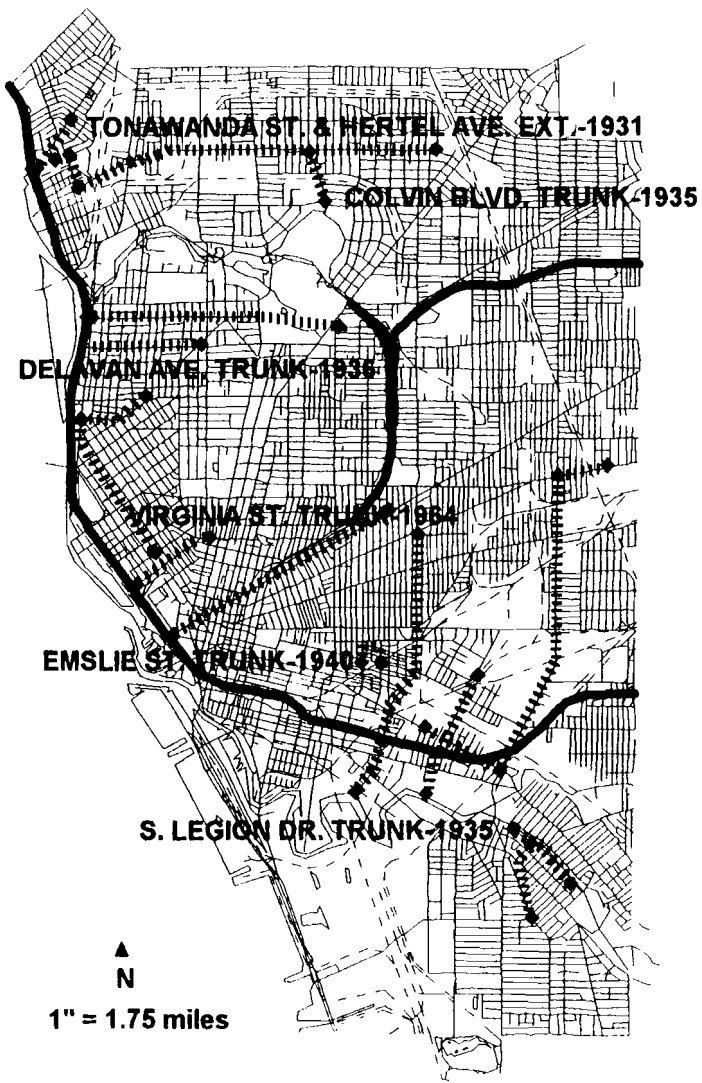 TONAWANDA ST. & HERTEL AVE. EXT.-1931
COLVIN BLVD. TRUNK-1935
DELAVAN AVE. TRUNK-1936
VIRGINIA ST. TRUNK-1964
EMSLIE ST. TRUNK-1940
S. LEGION DR. TRUNK-1935
N
1" = 1.75 miles